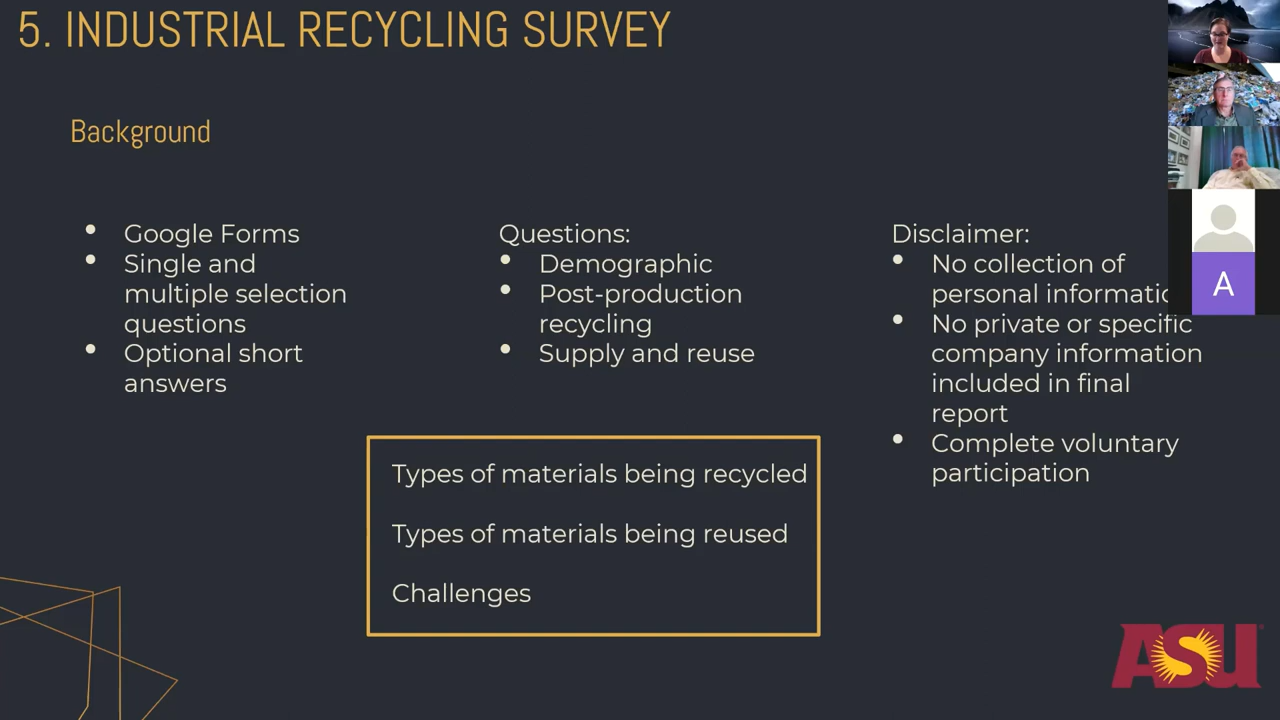 5. INDUSTRIAL RECYCLING SURVEY
Background
Google Forms
Single and
multiple selection
questions
Optional short
answers
Questions:
Demographic
Post-production
recycling
Supply and reuse
Disclaimer:
No collection of
personal informatic
No private or specific
company information
included in final
report
Complete voluntary
participation
Types of materials being recycled
Types of materials being reused
Challenges
A
ASU